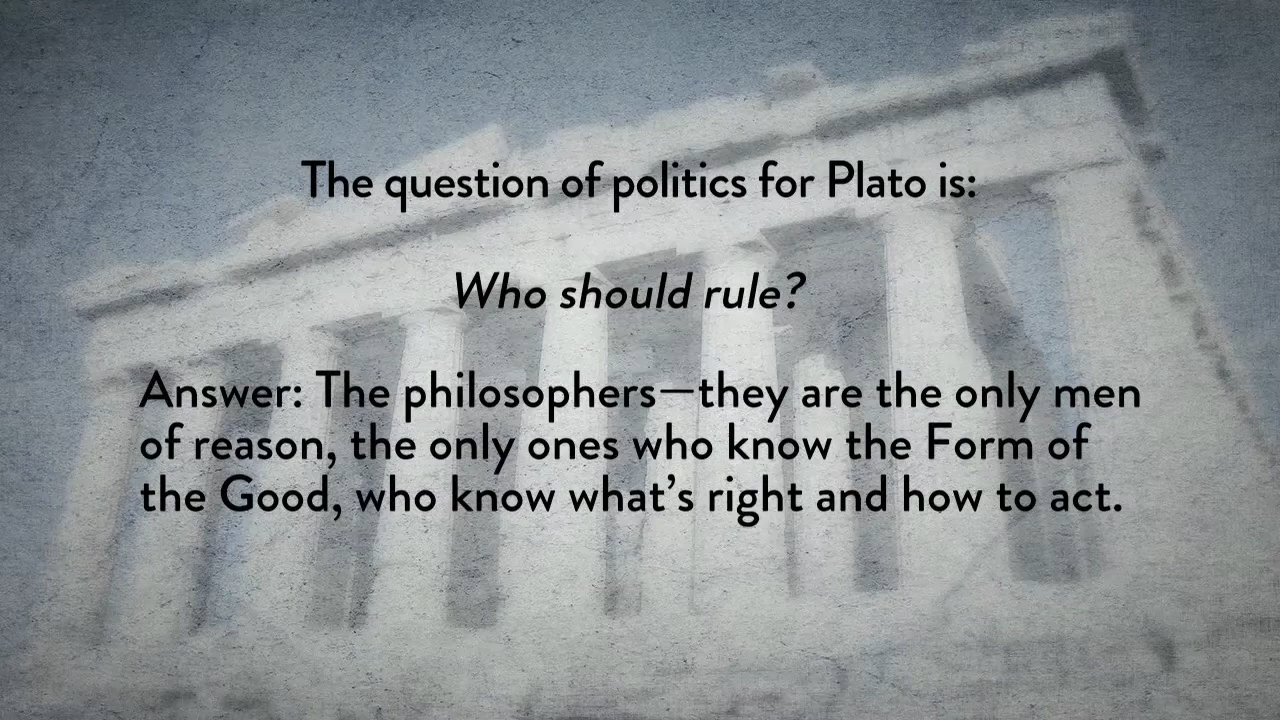 The question of politics for Plato is:
Who should rule?
Answer: The philosophers—they are the only men
of reason, the only ones who know the Form of
the Good, who know what’s right and how to act.